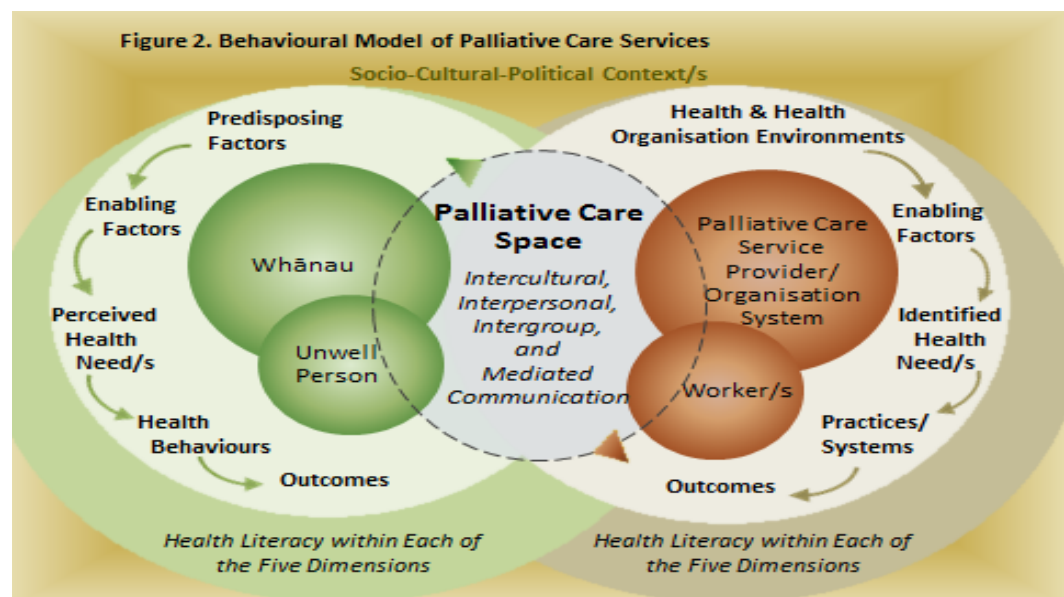 Figure 2. Behavioural Model of Palliative Care Services
Socio-Cultural-Political Context/s
Predisposing
Factors
Enabling
Factors
Perceived
Health
Need/s
Health
Behaviours
Outcomes
Whānau
Unwell
Person
Health Literacy within Each of
the Five Dimensions
Palliative Care
Space
Intercultural,
Interpersonal,
Intergroup,
and
Mediated
Communication
Health & Health
Organisation Environments
Palliative Care
Service
Provider/
Organisation
System
Worker/s
Enabling
Factors
Identified
Health
Need/s
Practices/
Systems
Outcomes
Health Literacy within Each of
the Five Dimensions